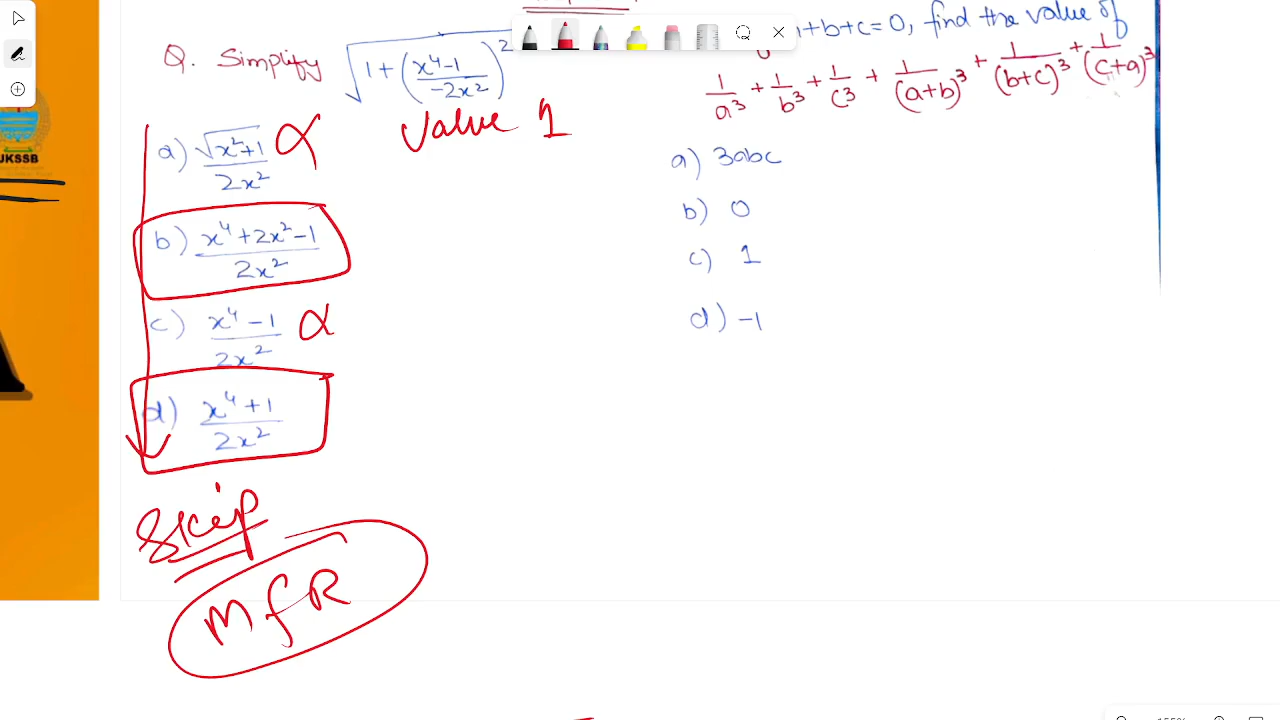 Q. Simplify √(1+((x⁴-1)/(-2x²))²)
Value 1
a) √(x²+1)/2x² α
b) (x⁴+2x²-1)/2x²
c) (x⁴-1)/2x² α
d) (x⁴+1)/2x²
Skip
MfR
+b+c=0, find the value of
1/a³ + 1/b³ + 1/c³ + 1/(a+b)³ + 1/(b+c)³ + 1/(c+a)³
a) 3abc
b) 0
c) 1
d) -1
UKSSB
155%